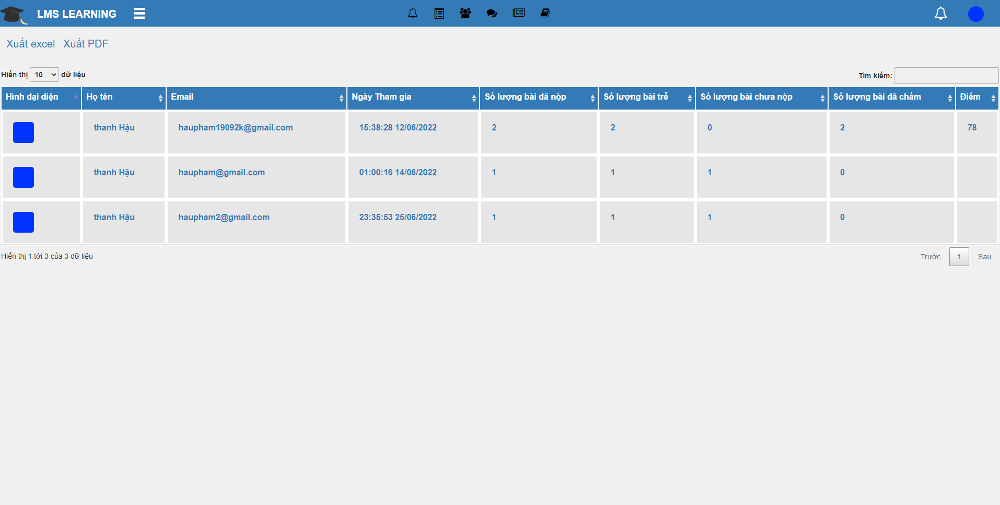 LMS LEARNING
Xuất excel Xuất PDF
Hiển thị 10 dữ liệu Tìm kiếm:
Hình đại diện Họ tên Email Ngày Tham gia Số lượng bài đã nộp Số lượng bài trễ Số lượng bài chưa nộp Số lượng bài đã chấm Điểm
thanh Hậu haupham19092k@gmail.com 15:38:28 12/06/2022 2 2 0 2 78
thanh Hậu haupham@gmail.com 01:00:16 14/06/2022 1 1 1 0
thanh Hậu haupham2@gmail.com 23:35:53 25/06/2022 1 1 1 0
Hiển thị 1 tới 3 của 3 dữ liệu Trước 1 Sau